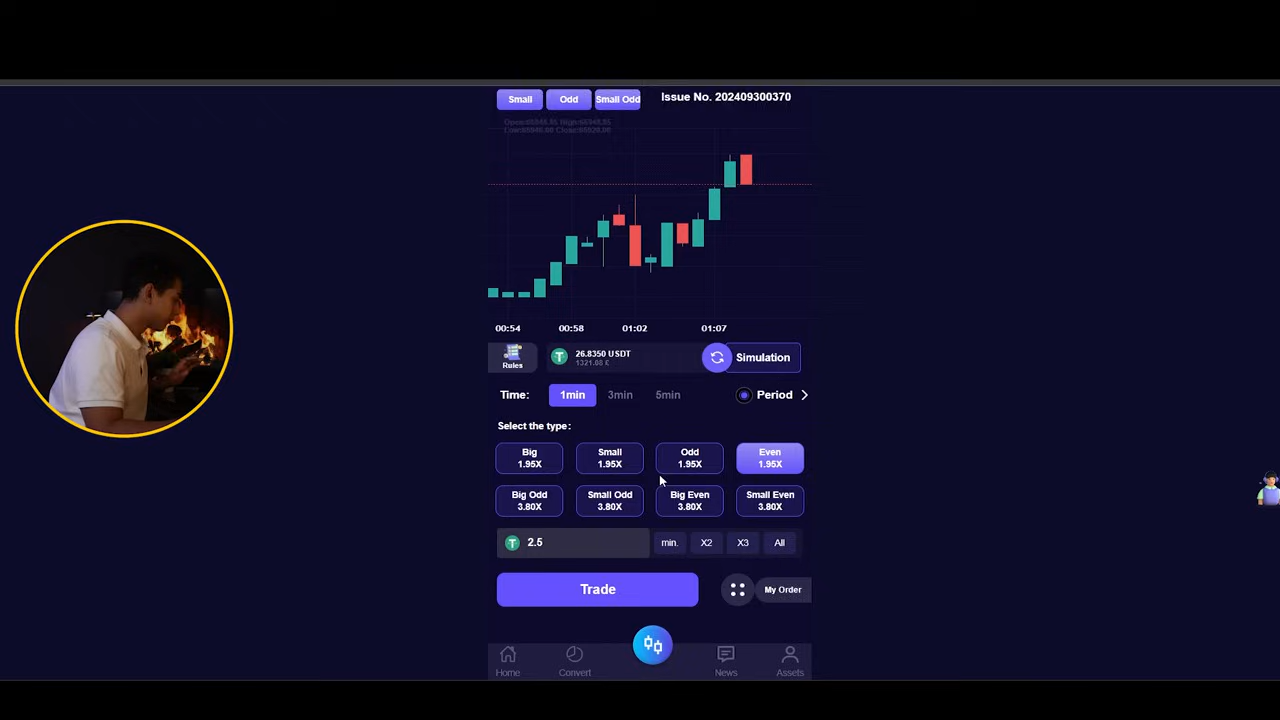 Small Odd Small Odd Issue No. 202409300370
00:54 00:58 01:02 01:07
Rules
26.8350 USDT
Simulation
Time: 1min 3min 5min Period
Select the type:
Big Small Odd Even
1.95X 1.95X 1.95X 1.95X
Big Odd Small Odd Big Even Small Even
3.80X 3.80X 3.80X 3.80X
2.5 min. X2 X3 All
Trade My Order
Home Convert News Assets